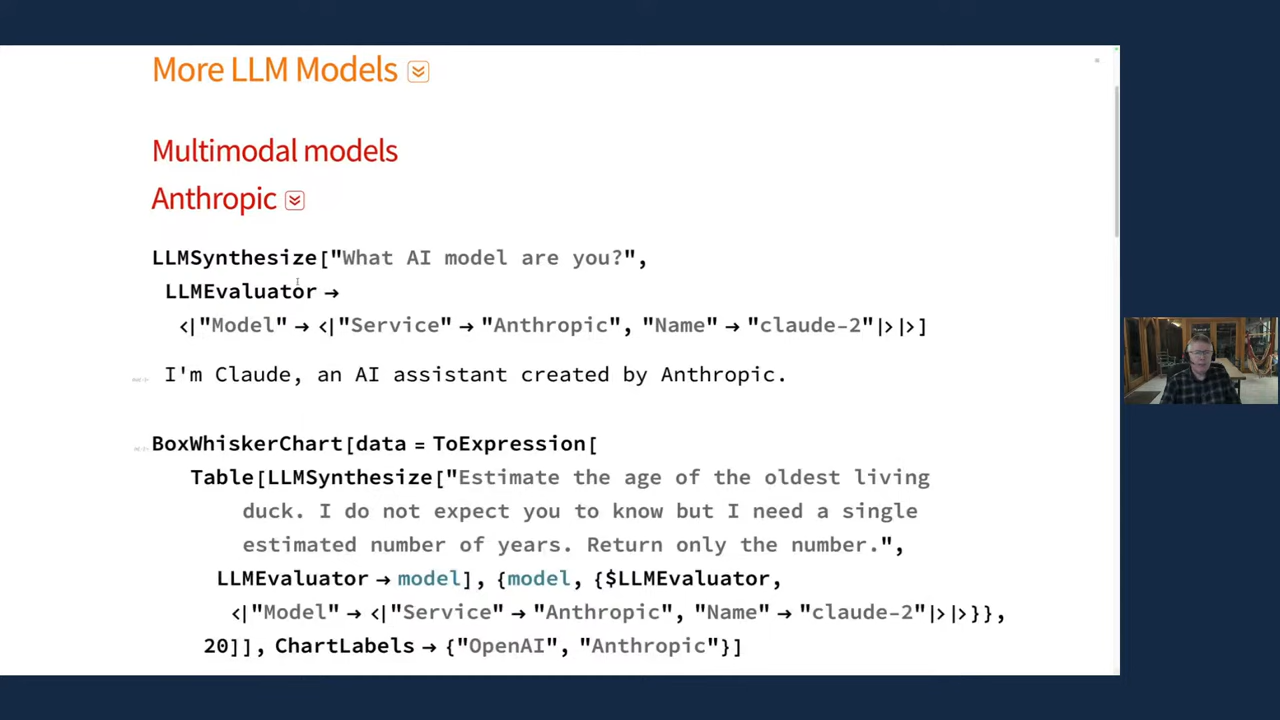 More LLM Models
Multimodal models
Anthropic
LLMSynthesize["What AI model are you?",
LLMEvaluator →
<|"Model" → <|"Service" → "Anthropic", "Name" → "claude-2"|>|>]
I'm Claude, an AI assistant created by Anthropic.
BoxWhiskerChart[data = ToExpression[
Table[LLMSynthesize["Estimate the age of the oldest living
duck. I do not expect you to know but I need a single
estimated number of years. Return only the number.",
LLMEvaluator → model], {model, {$LLMEvaluator,
<|"Model" → <|"Service" → "Anthropic", "Name" → "claude-2"|>|>}},
20]], ChartLabels → {"OpenAI", "Anthropic"}]